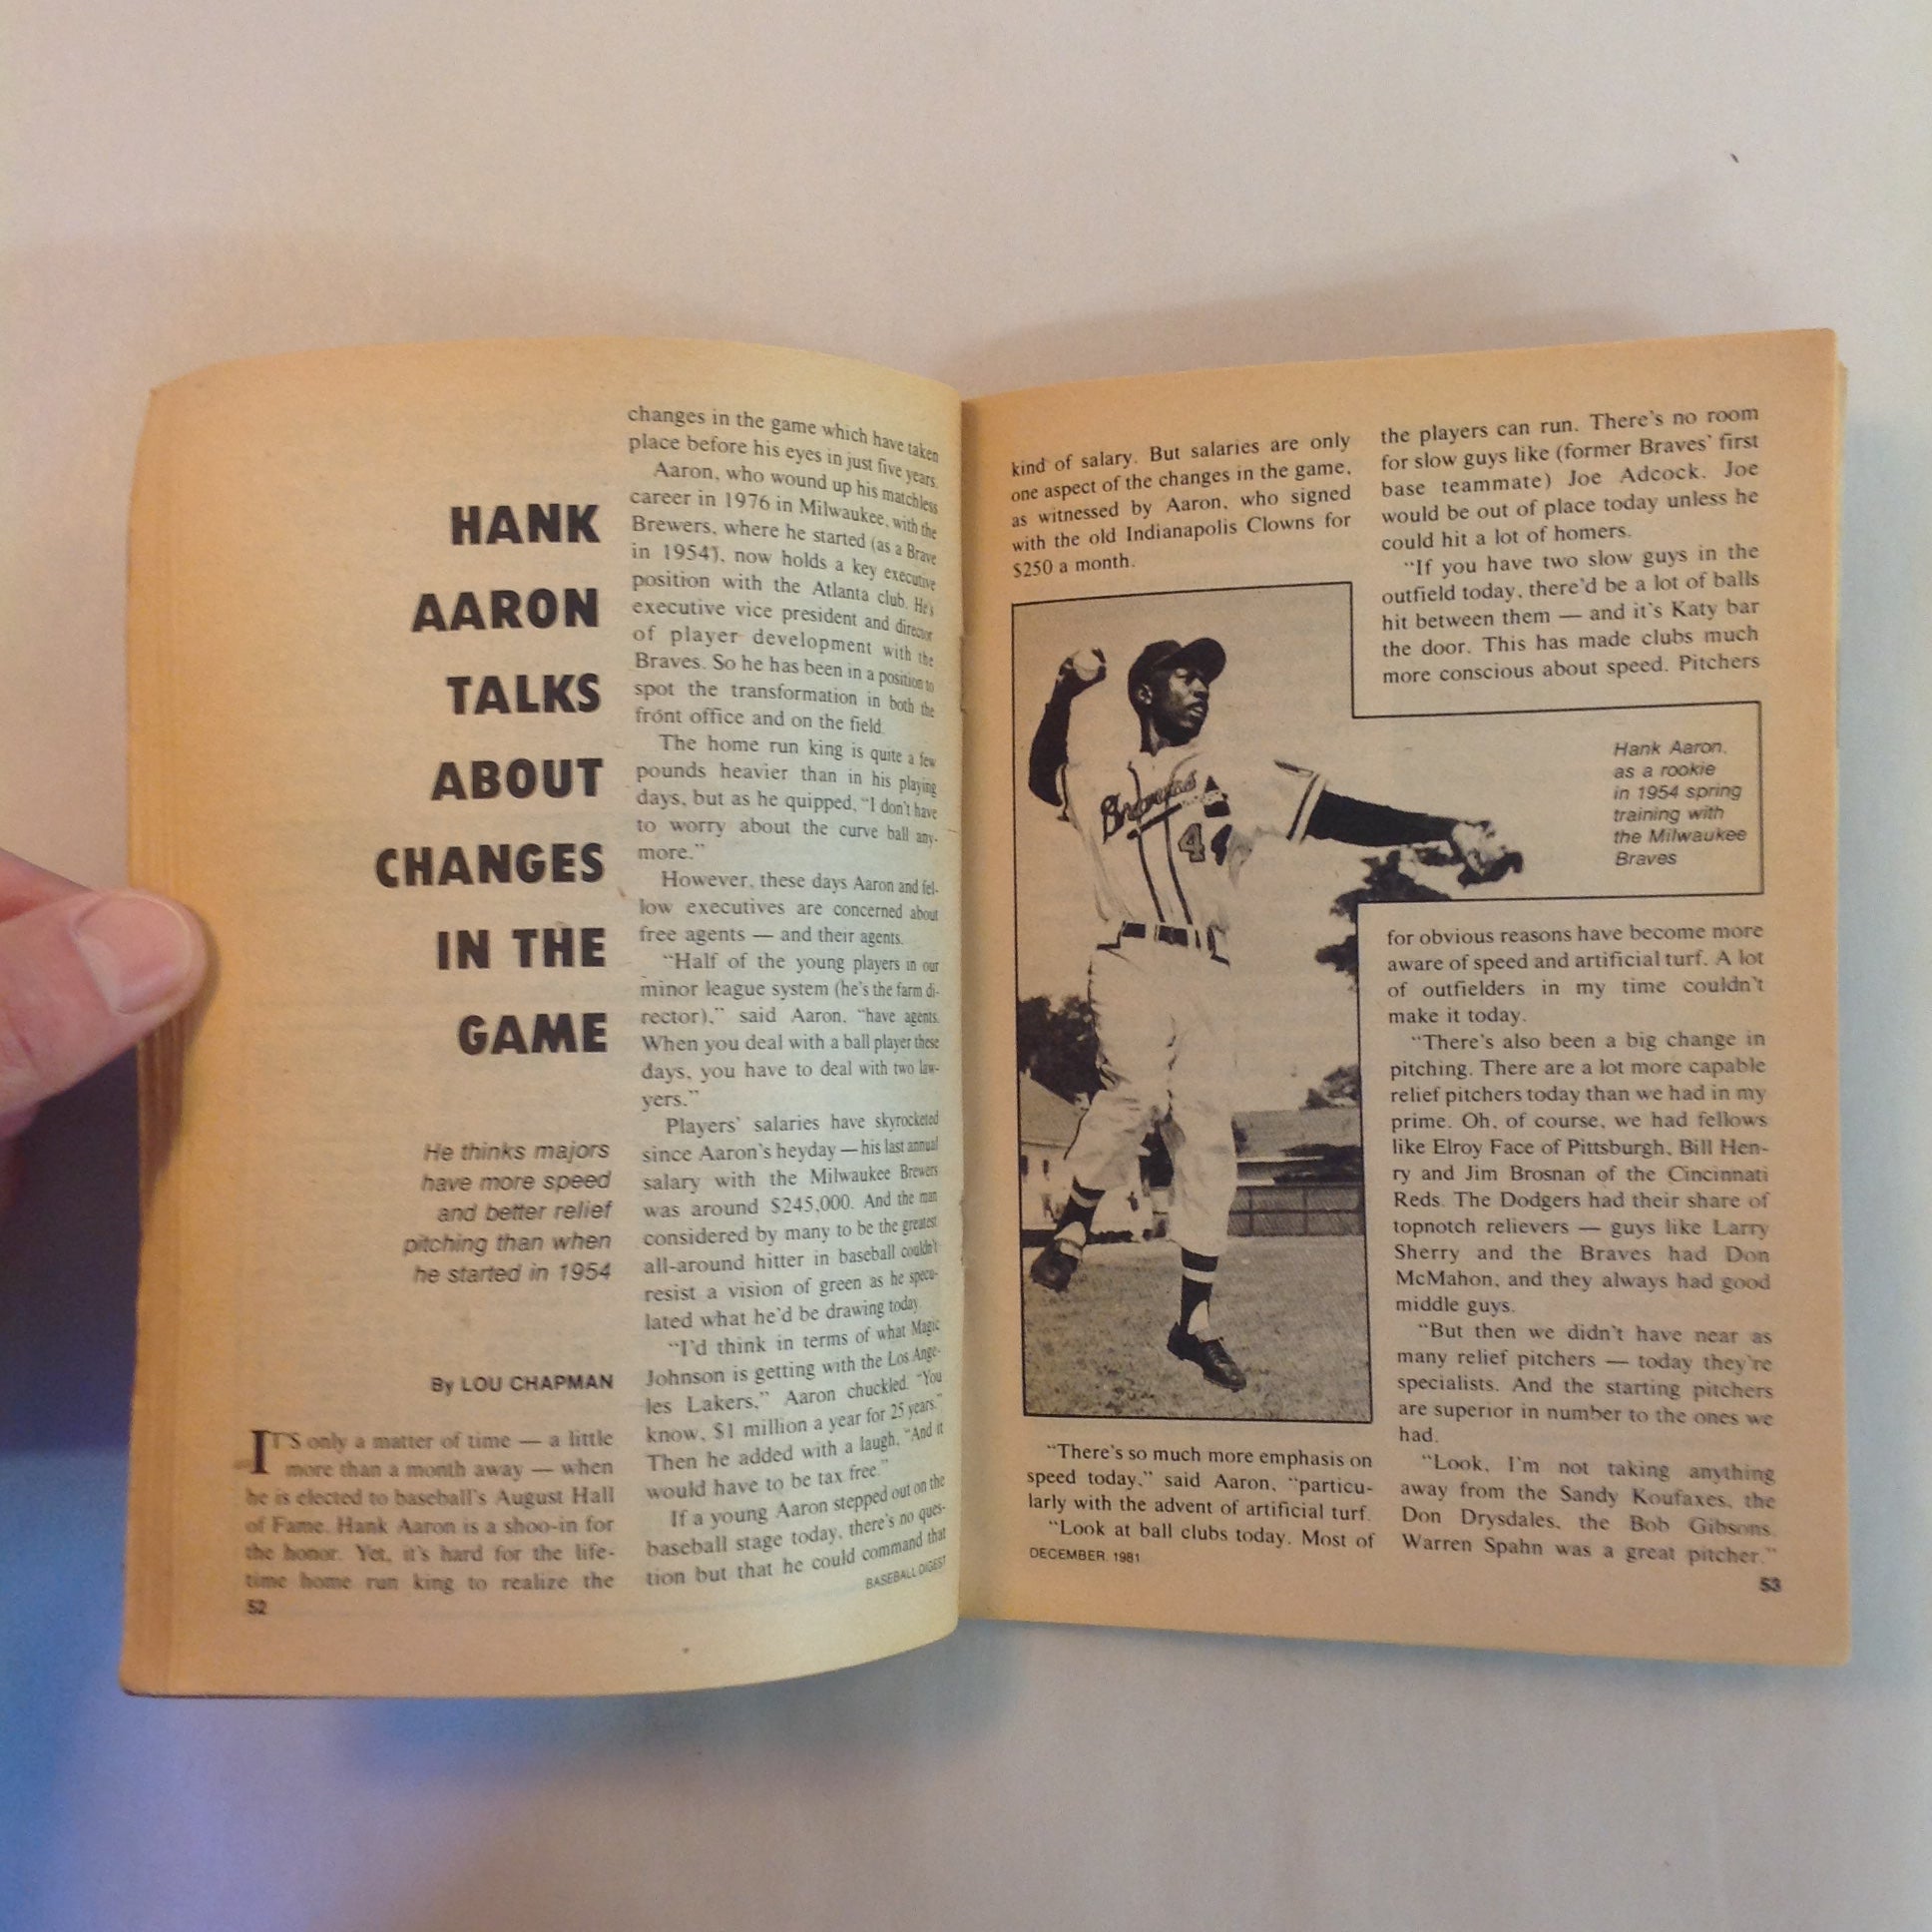 HANK
AARON
TALKS
ABOUT
CHANGES
IN THE
GAME
He thinks majors
have more speed
and better relief
pitching than when
he started in 1954
By LOU CHAPMAN
IT'S only a matter of time — a little
more than a month away — when
he is elected to baseball's August Hall
of Fame. Hank Aaron is a shoo-in for
the honor. Yet, it's hard for the life-
time home run king to realize the
52
changes in the game which have taken
place before his eyes in just five years.
Aaron, who wound up his matchless
career in 1976 in Milwaukee, with the
Brewers, where he started (as a Brave
in 1954), now holds a key executive
position with the Atlanta club. He's
executive vice president and director
of player development with the
Braves. So he has been in a position to
spot the transformation in both the
front office and on the field.
The home run king is quite a few
pounds heavier than in his playing
days, but as he quipped, "I don't have
to worry about the curve ball any-
more."
However, these days Aaron and fel-
low executives are concerned about
free agents — and their agents.
"Half of the young players in our
minor league system (he's the farm di-
rector)," said Aaron, "have agents.
When you deal with a ball player these
days, you have to deal with two law-
yers."
Players' salaries have skyrocketed
since Aaron's heyday — his last annual
salary with the Milwaukee Brewers
was around $245,000. And the man
considered by many to be the greatest
all-around hitter in baseball couldn't
resist a vision of green as he specu-
lated what he'd be drawing today.
"I'd think in terms of what Magic
Johnson is getting with the Los Ange-
les Lakers," Aaron chuckled. "You
know, $1 million a year for 25 years."
Then he added with a laugh, "And it
would have to be tax free."
If a young Aaron stepped out on the
baseball stage today, there's no ques-
tion but that he could command that
BASEBALL DIGEST
kind of salary. But salaries are only
one aspect of the changes in the game,
as witnessed by Aaron, who signed
with the old Indianapolis Clowns for
$250 a month.
Braves
44
"There's so much more emphasis on
speed today," said Aaron, "particu-
larly with the advent of artificial turf.
"Look at ball clubs today. Most of
DECEMBER, 1981
the players can run. There's no room
for slow guys like (former Braves' first
base teammate) Joe Adcock. Joe
would be out of place today unless he
could hit a lot of homers.
"If you have two slow guys in the
outfield today, there'd be a lot of balls
hit between them — and it's Katy bar
the door. This has made clubs much
more conscious about speed. Pitchers
Hank Aaron,
as a rookie
in 1954 spring
training with
the Milwaukee
Braves
for obvious reasons have become more
aware of speed and artificial turf. A lot
of outfielders in my time couldn't
make it today.
"There's also been a big change in
pitching. There are a lot more capable
relief pitchers today than we had in my
prime. Oh, of course, we had fellows
like Elroy Face of Pittsburgh, Bill Hen-
ry and Jim Brosnan of the Cincinnati
Reds. The Dodgers had their share of
topnotch relievers — guys like Larry
Sherry and the Braves had Don
McMahon, and they always had good
middle guys.
"But then we didn't have near as
many relief pitchers — today they're
specialists. And the starting pitchers
are superior in number to the ones we
had.
"Look, I'm not taking anything
away from the Sandy Koufaxes, the
Don Drysdales, the Bob Gibsons.
Warren Spahn was a great pitcher."
53